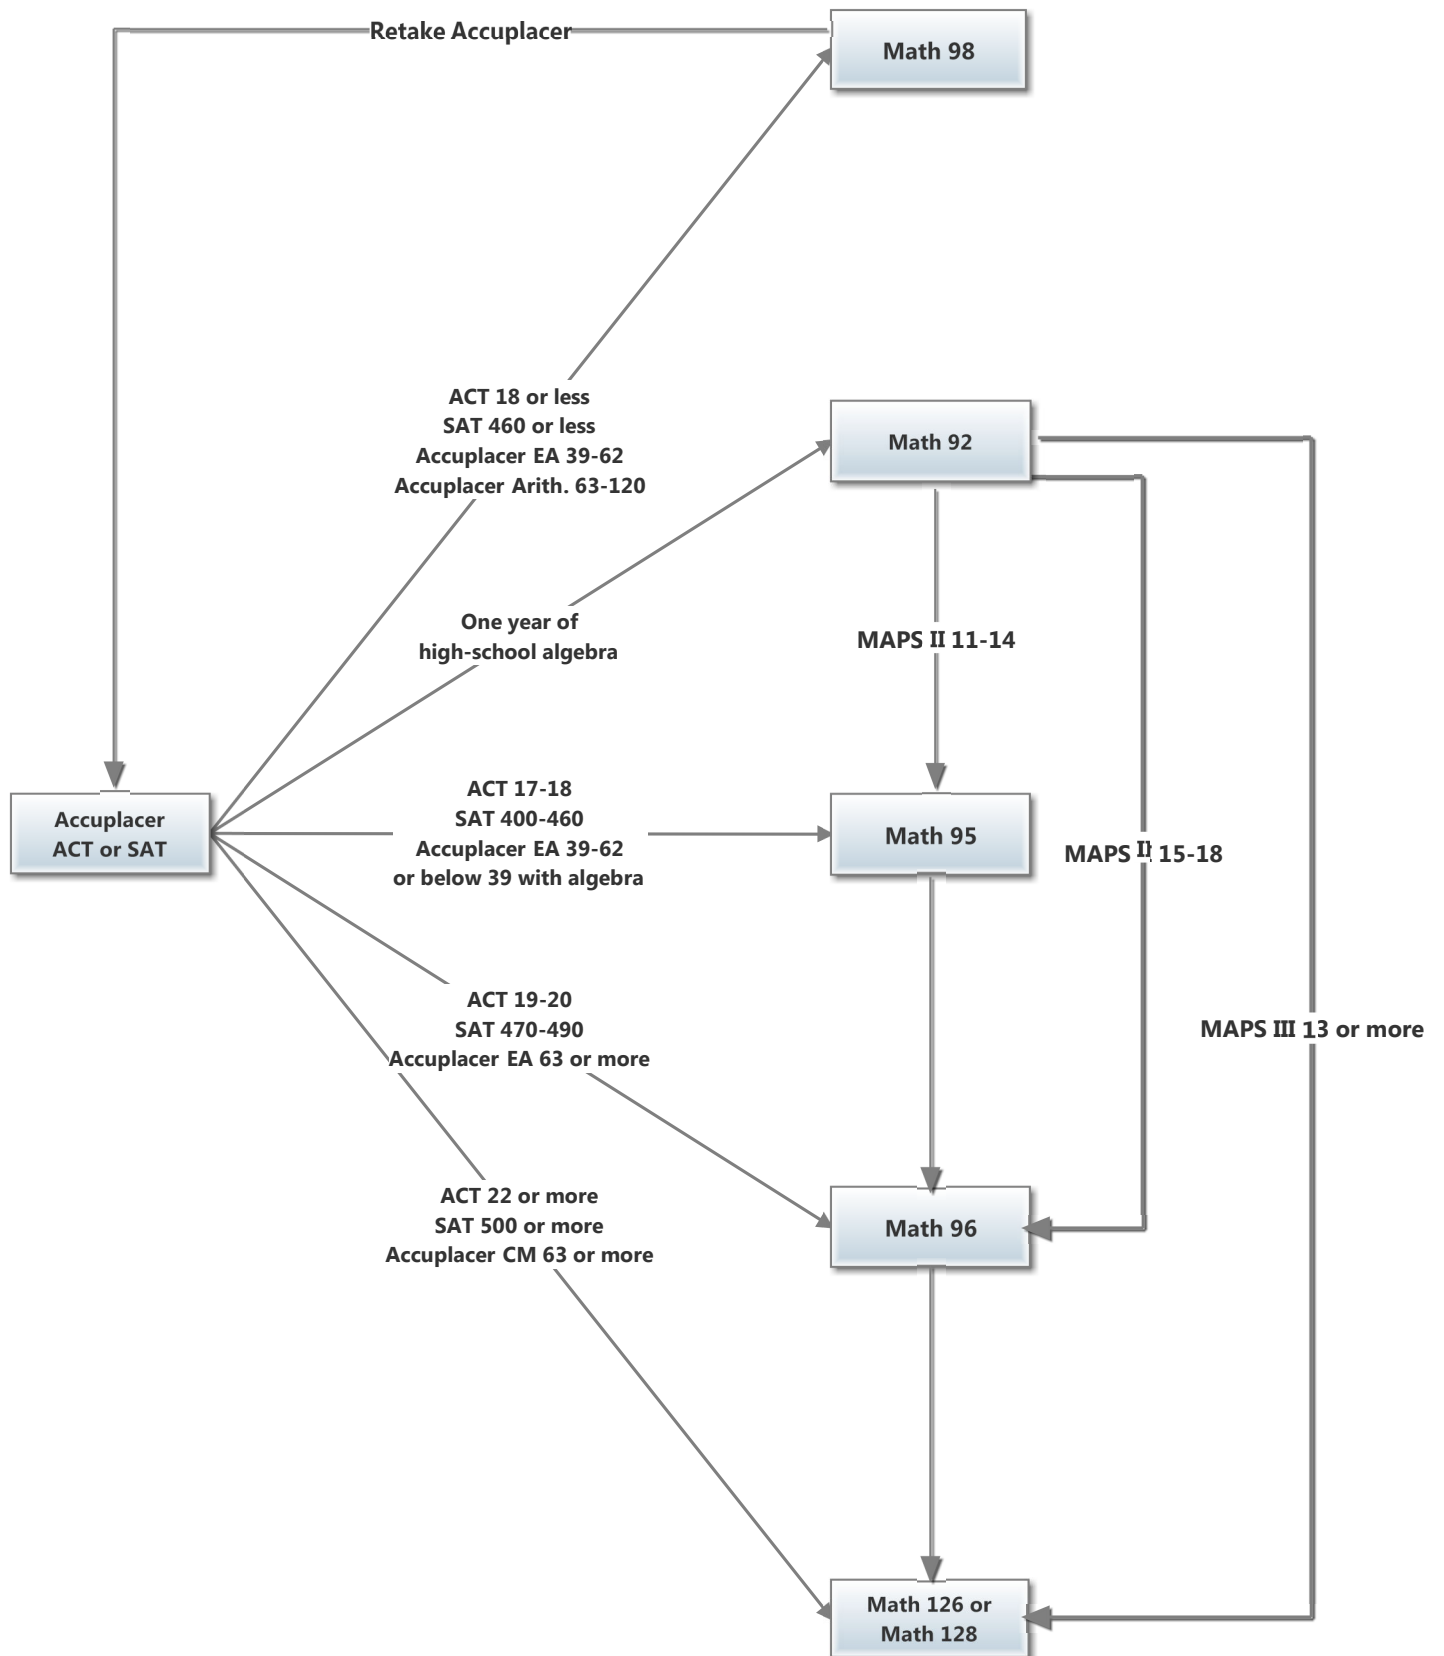 Retake Accuplacer
Math 98
ACT 18 or less
SAT 460 or less
Accuplacer EA 39-62
Accuplacer Arith. 63-120
Math 92
One year of
high-school algebra
MAPS II 11-14
Accuplacer
ACT or SAT
ACT 17-18
SAT 400-460
Accuplacer EA 39-62
or below 39 with algebra
Math 95
MAPS II 15-18
ACT 19-20
SAT 470-490
Accuplacer EA 63 or more
MAPS III 13 or more
ACT 22 or more
SAT 500 or more
Accuplacer CM 63 or more
Math 96
Math 126 or
Math 128